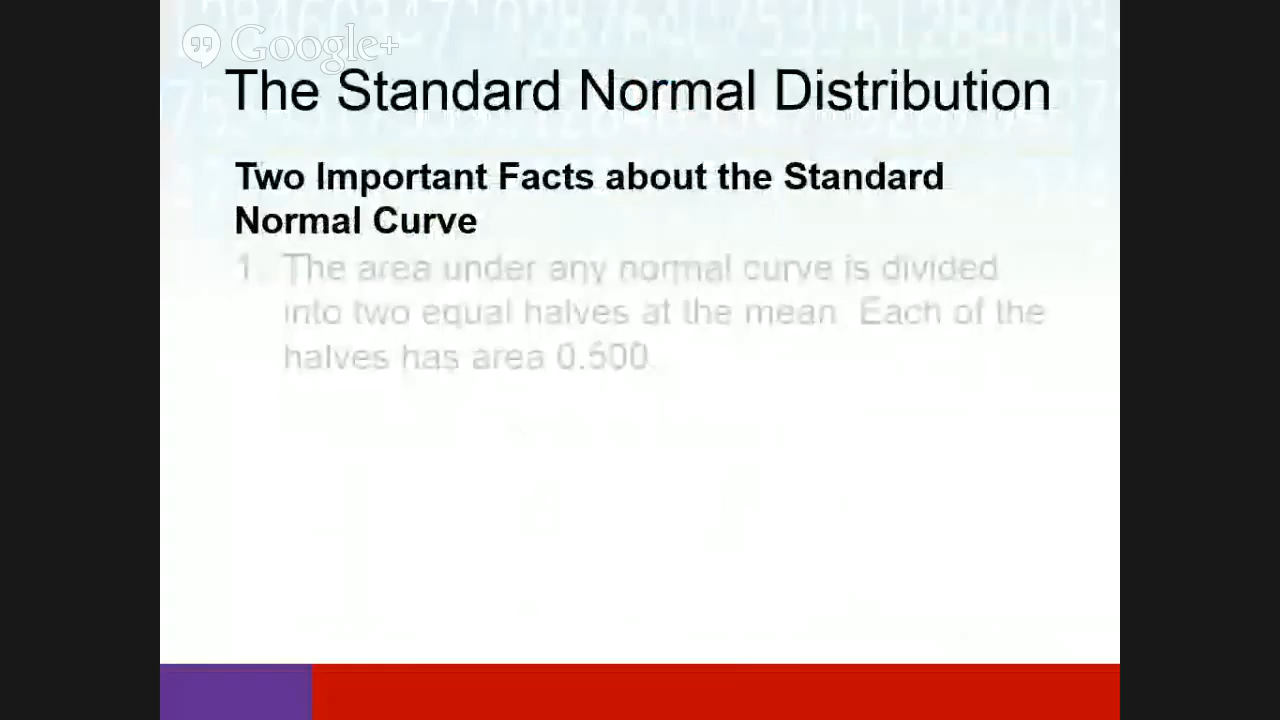 Google+
The Standard Normal Distribution
Two Important Facts about the Standard
Normal Curve
1. The area under any normal curve is divided
into two equal halves at the mean. Each of the
halves has area 0.500.